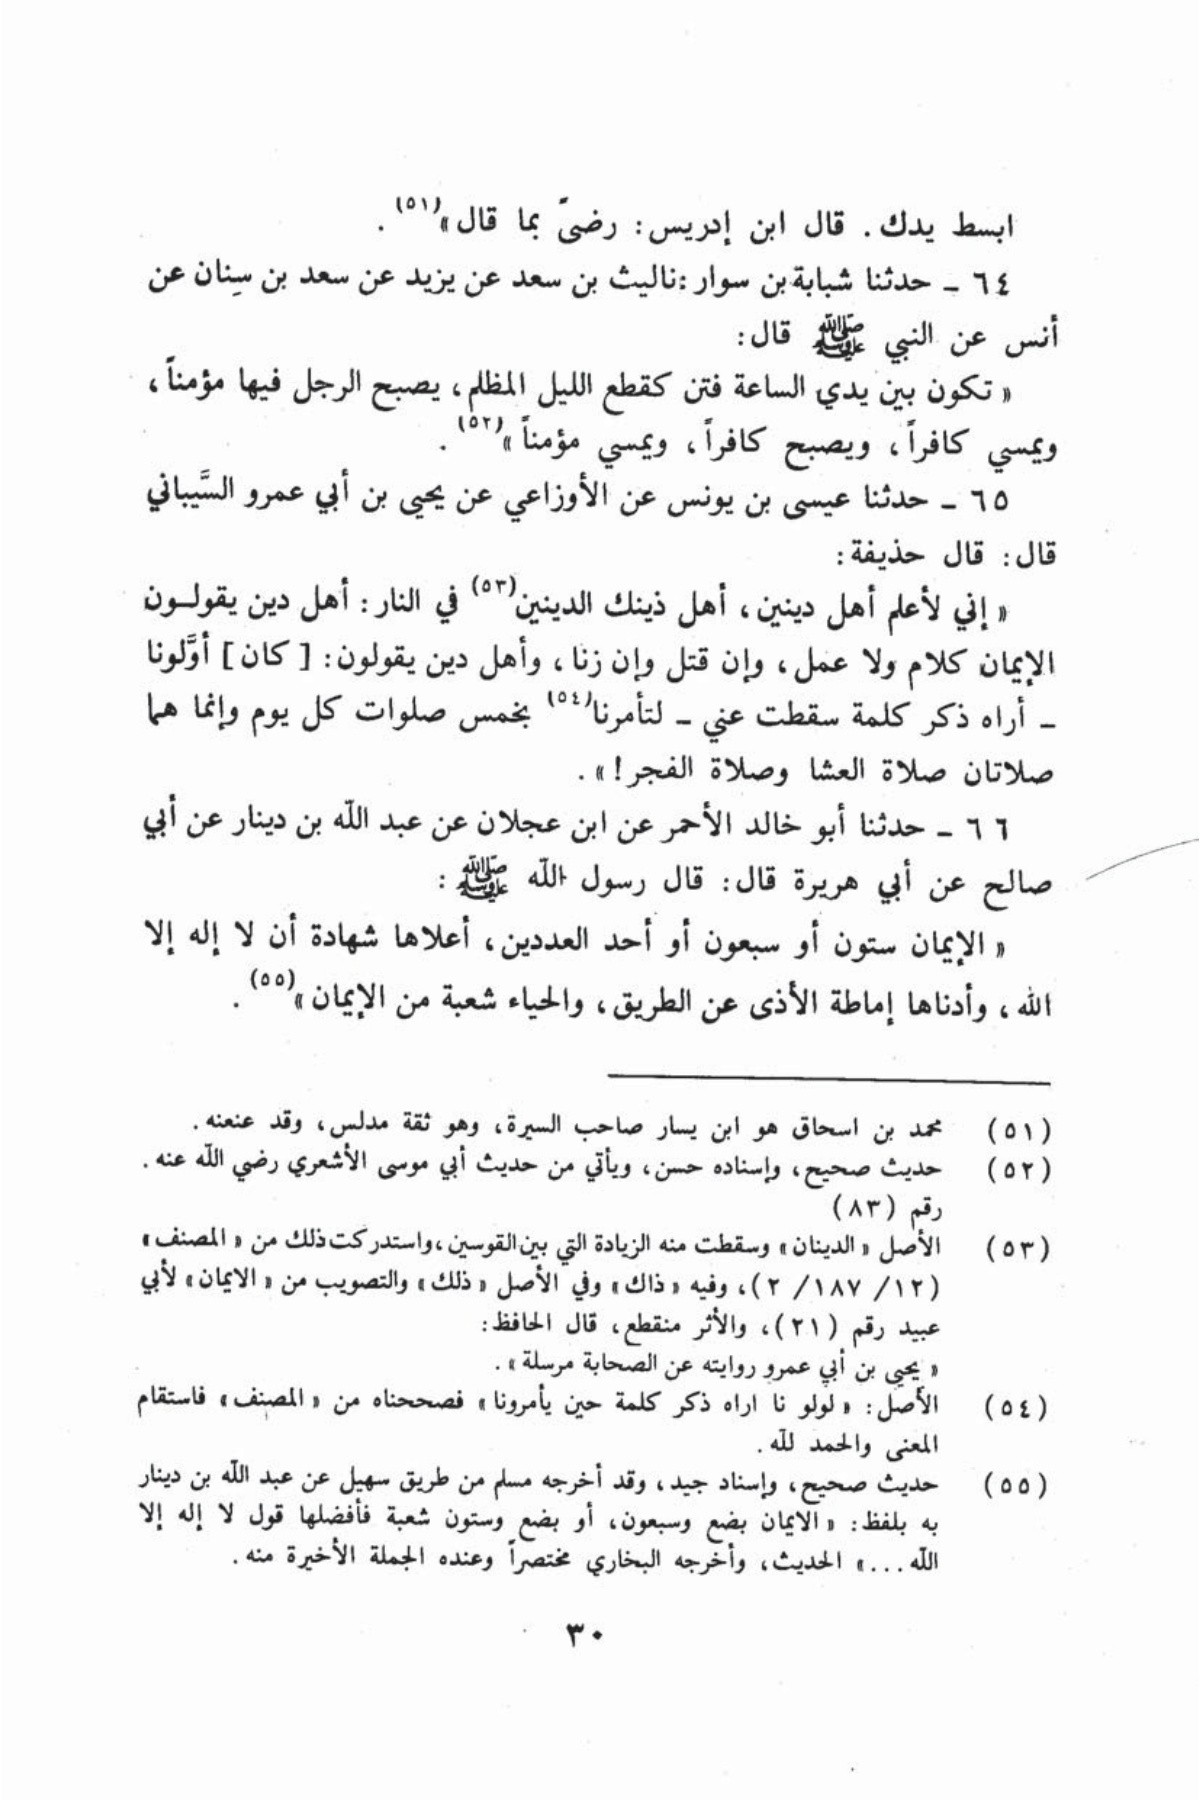 ابسط يدك. قال ابن إدريس: رضىً بما قال»(٥١).
٦٤ ـ حدثنا شبابة بن سوار: نا ليث بن سعد عن يزيد عن سعد بن سِنان عن
أنس عن النبي ﷺ قال:
« تكون بين يدي الساعة فتن كقطع الليل المظلم، يصبح الرجل فيها مؤمناً،
ويمسي كافراً، ويصبح كافراً، ويمسي مؤمناً»(٥٢).
٦٥ ـ حدثنا عيسى بن يونس عن الأوزاعي عن يحيى بن أبي عمرو السَّيباني
قال: قال حذيفة:
« إني لأعلم أهل دينين، أهل ذينك الدينين(٥٣) في النار: أهل دين يقولـون
الإيمان كلام ولا عمل، وإن قتل وإن زنا، وأهل دين يقولون: [ كان ] أوَّلونا
ـ أراه ذكر كلمة سقطت عني ـ لتأمرنا(٥٤) بخمس صلوات كل يوم وإنما هما
صلاتان صلاة العشا وصلاة الفجر!».
٦٦ ـ حدثنا أبو خالد الأحمر عن ابن عجلان عن عبد الله بن دينار عن أبي
صالح عن أبي هريرة قال: قال رسول الله ﷺ :
« الإيمان ستون أو سبعون أو أحد العددين، أعلاها شهادة أن لا إله إلا
الله، وأدناها إماطة الأذى عن الطريق، والحياء شعبة من الإيمان»(٥٥).
(٥١) محمد بن اسحاق هو ابن يسار صاحب السيرة، وهو ثقة مدلس، وقد عنعنه.
(٥٢) حديث صحيح، وإسناده حسن، ويأتي من حديث أبي موسى الأشعري رضي الله عنه.
رقم (٨٣)
(٥٣) الأصل «الدينان» وسقطت منه الزيادة التي بين القوسين، واستدركت ذلك من «المصنف»
(١٢/ ١٨٧/ ٢)، وفيه «ذاك» وفي الأصل «ذلك» والتصويب من «الايمان» لأبي
عبيد رقم (٢١)، والأثر منقطع، قال الحافظ:
«يحيى بن أبي عمرو روايته عن الصحابة مرسلة».
(٥٤) الأصل: «لولو نا اراه ذكر كلمة حين يأمرونا» فصححناه من «المصنف» فاستقام
المعنى والحمد لله.
(٥٥) حديث صحيح، وإسناد جيد، وقد أخرجه مسلم من طريق سهيل عن عبد الله بن دينار
به بلفظ: «الايمان بضع وسبعون، أو بضع وستون شعبة فأفضلها قول لا إله إلا
الله...» الحديث، وأخرجه البخاري مختصراً وعنده الجملة الأخيرة منه.
٣٠